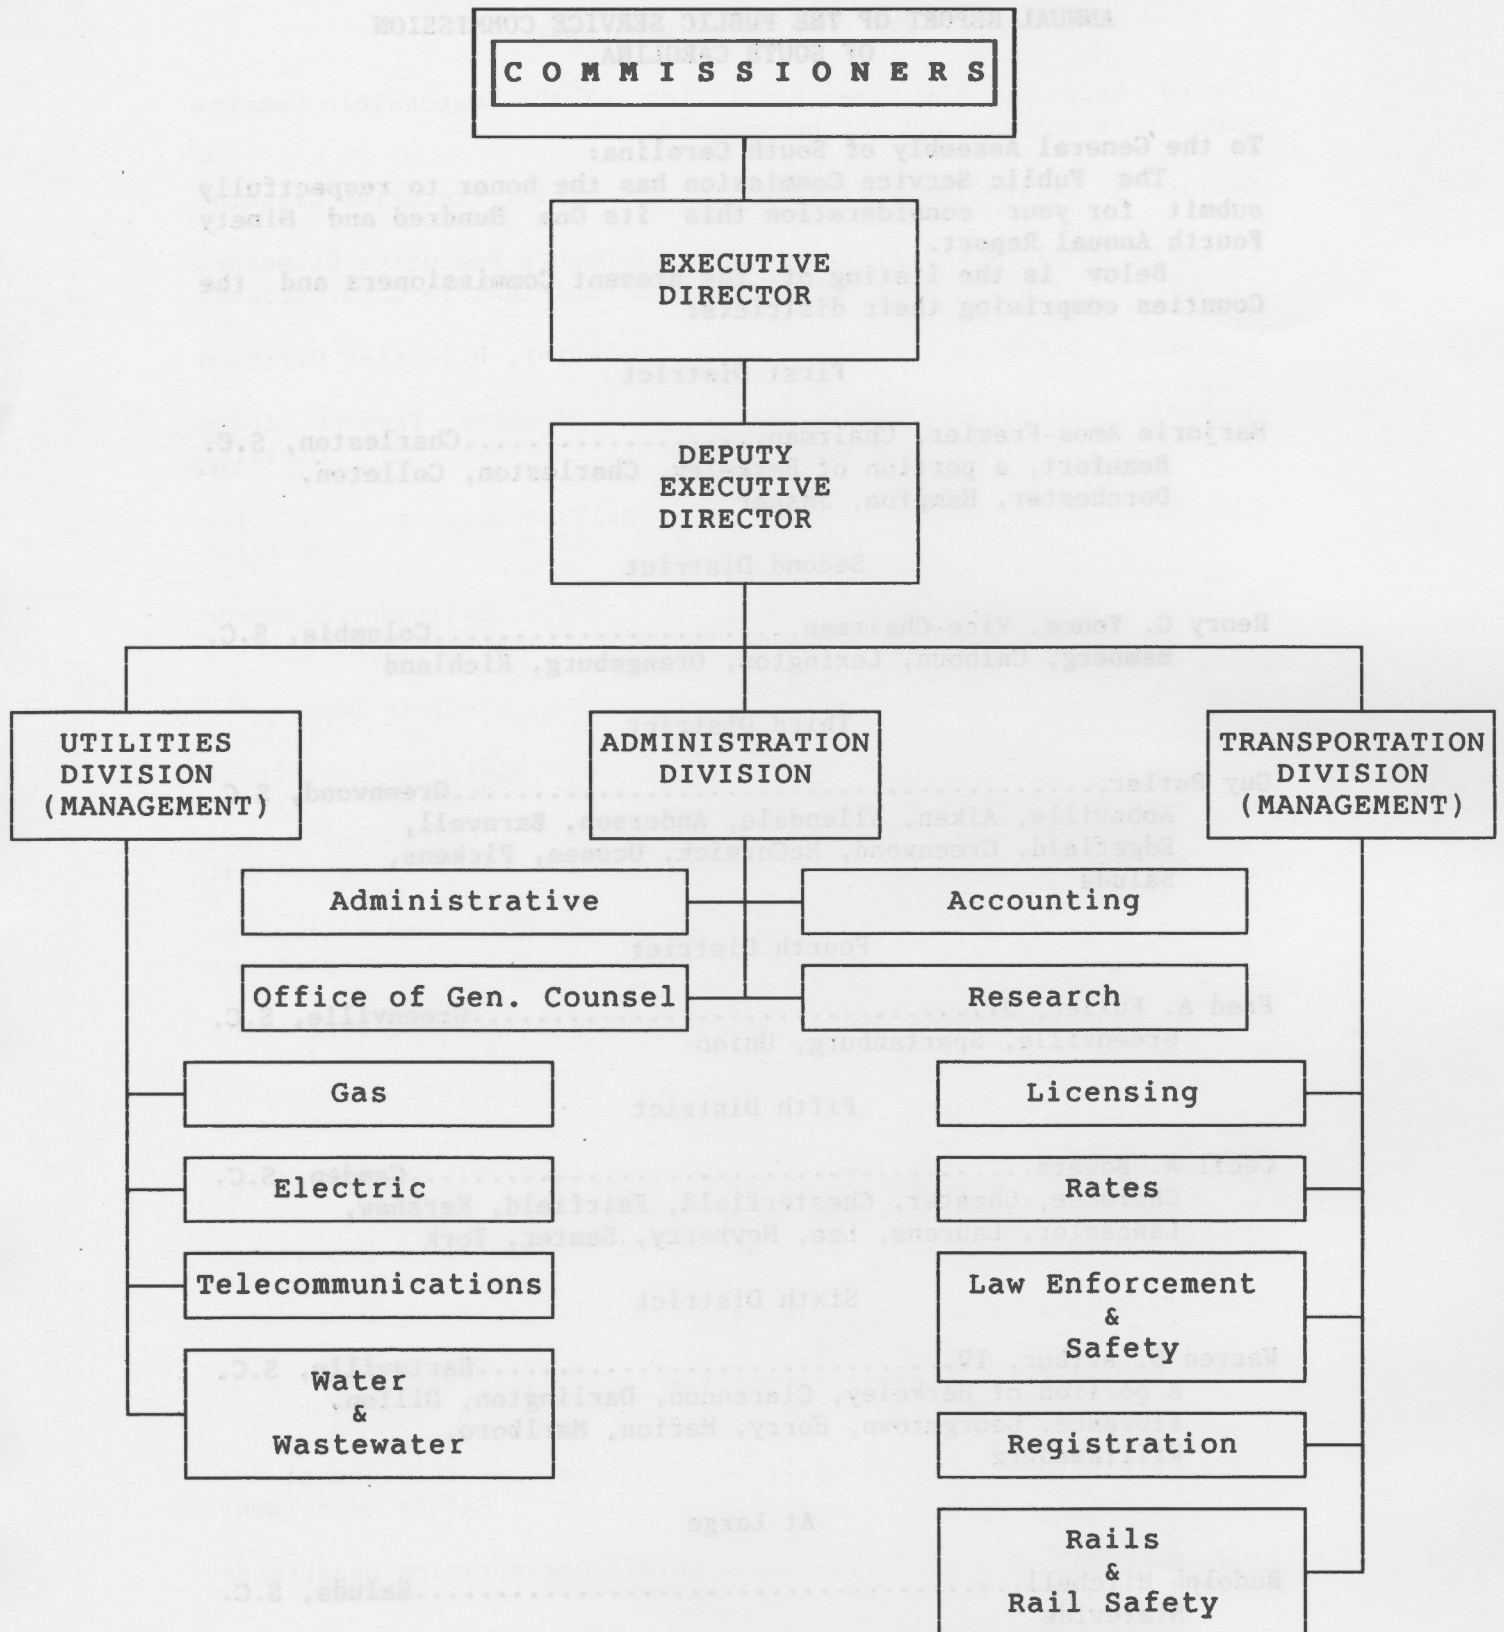 COMMISSIONERS
EXECUTIVE
DIRECTOR
DEPUTY
EXECUTIVE
DIRECTOR
UTILITIES
DIVISION
(MANAGEMENT)
ADMINISTRATION
DIVISION
TRANSPORTATION
DIVISION
(MANAGEMENT)
Administrative
Accounting
Office of Gen. Counsel
Research
Gas
Licensing
Electric
Rates
Telecommunications
Law Enforcement
&
Safety
Water
&
Wastewater
Registration
Rails
&
Rail Safety